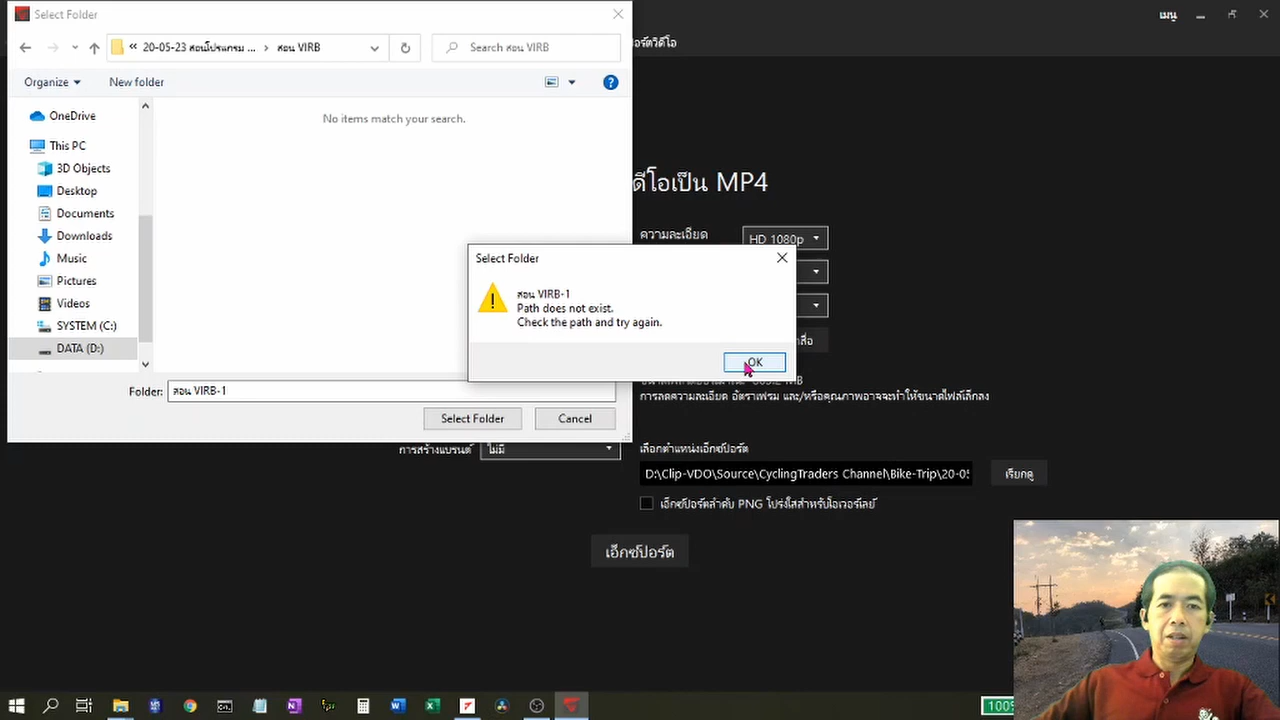 Select Folder
เมนู
« 20-05-23 สอนโปรแกรม ... › สอน VIRB
Search สอน VIRB
Organize
New folder
OneDrive
This PC
3D Objects
Desktop
Documents
Downloads
Music
Pictures
Videos
SYSTEM (C:)
DATA (D:)
No items match your search.
Folder:
สอน VIRB-1
Select Folder
Cancel
Select Folder
สอน VIRB-1
Path does not exist.
Check the path and try again.
OK
ดีโอเป็น MP4
ความละเอียด
HD 1080p
การลดความละเอียด อัตราเฟรม และ/หรือคุณภาพอาจจะทำให้ขนาดไฟล์เล็กลง
การสร้างแบรนด์
ไม่มี
เลือกตำแหน่งเอ็กซ์ปอร์ต
D:\Clip-VDO\Source\CyclingTraders Channel\Bike-Trip\20-05
เรียกดู
เอ็กซ์ปอร์ตลำดับ PNG โปร่งใสสำหรับโอเวอร์เลย์
เอ็กซ์ปอร์ต
100%